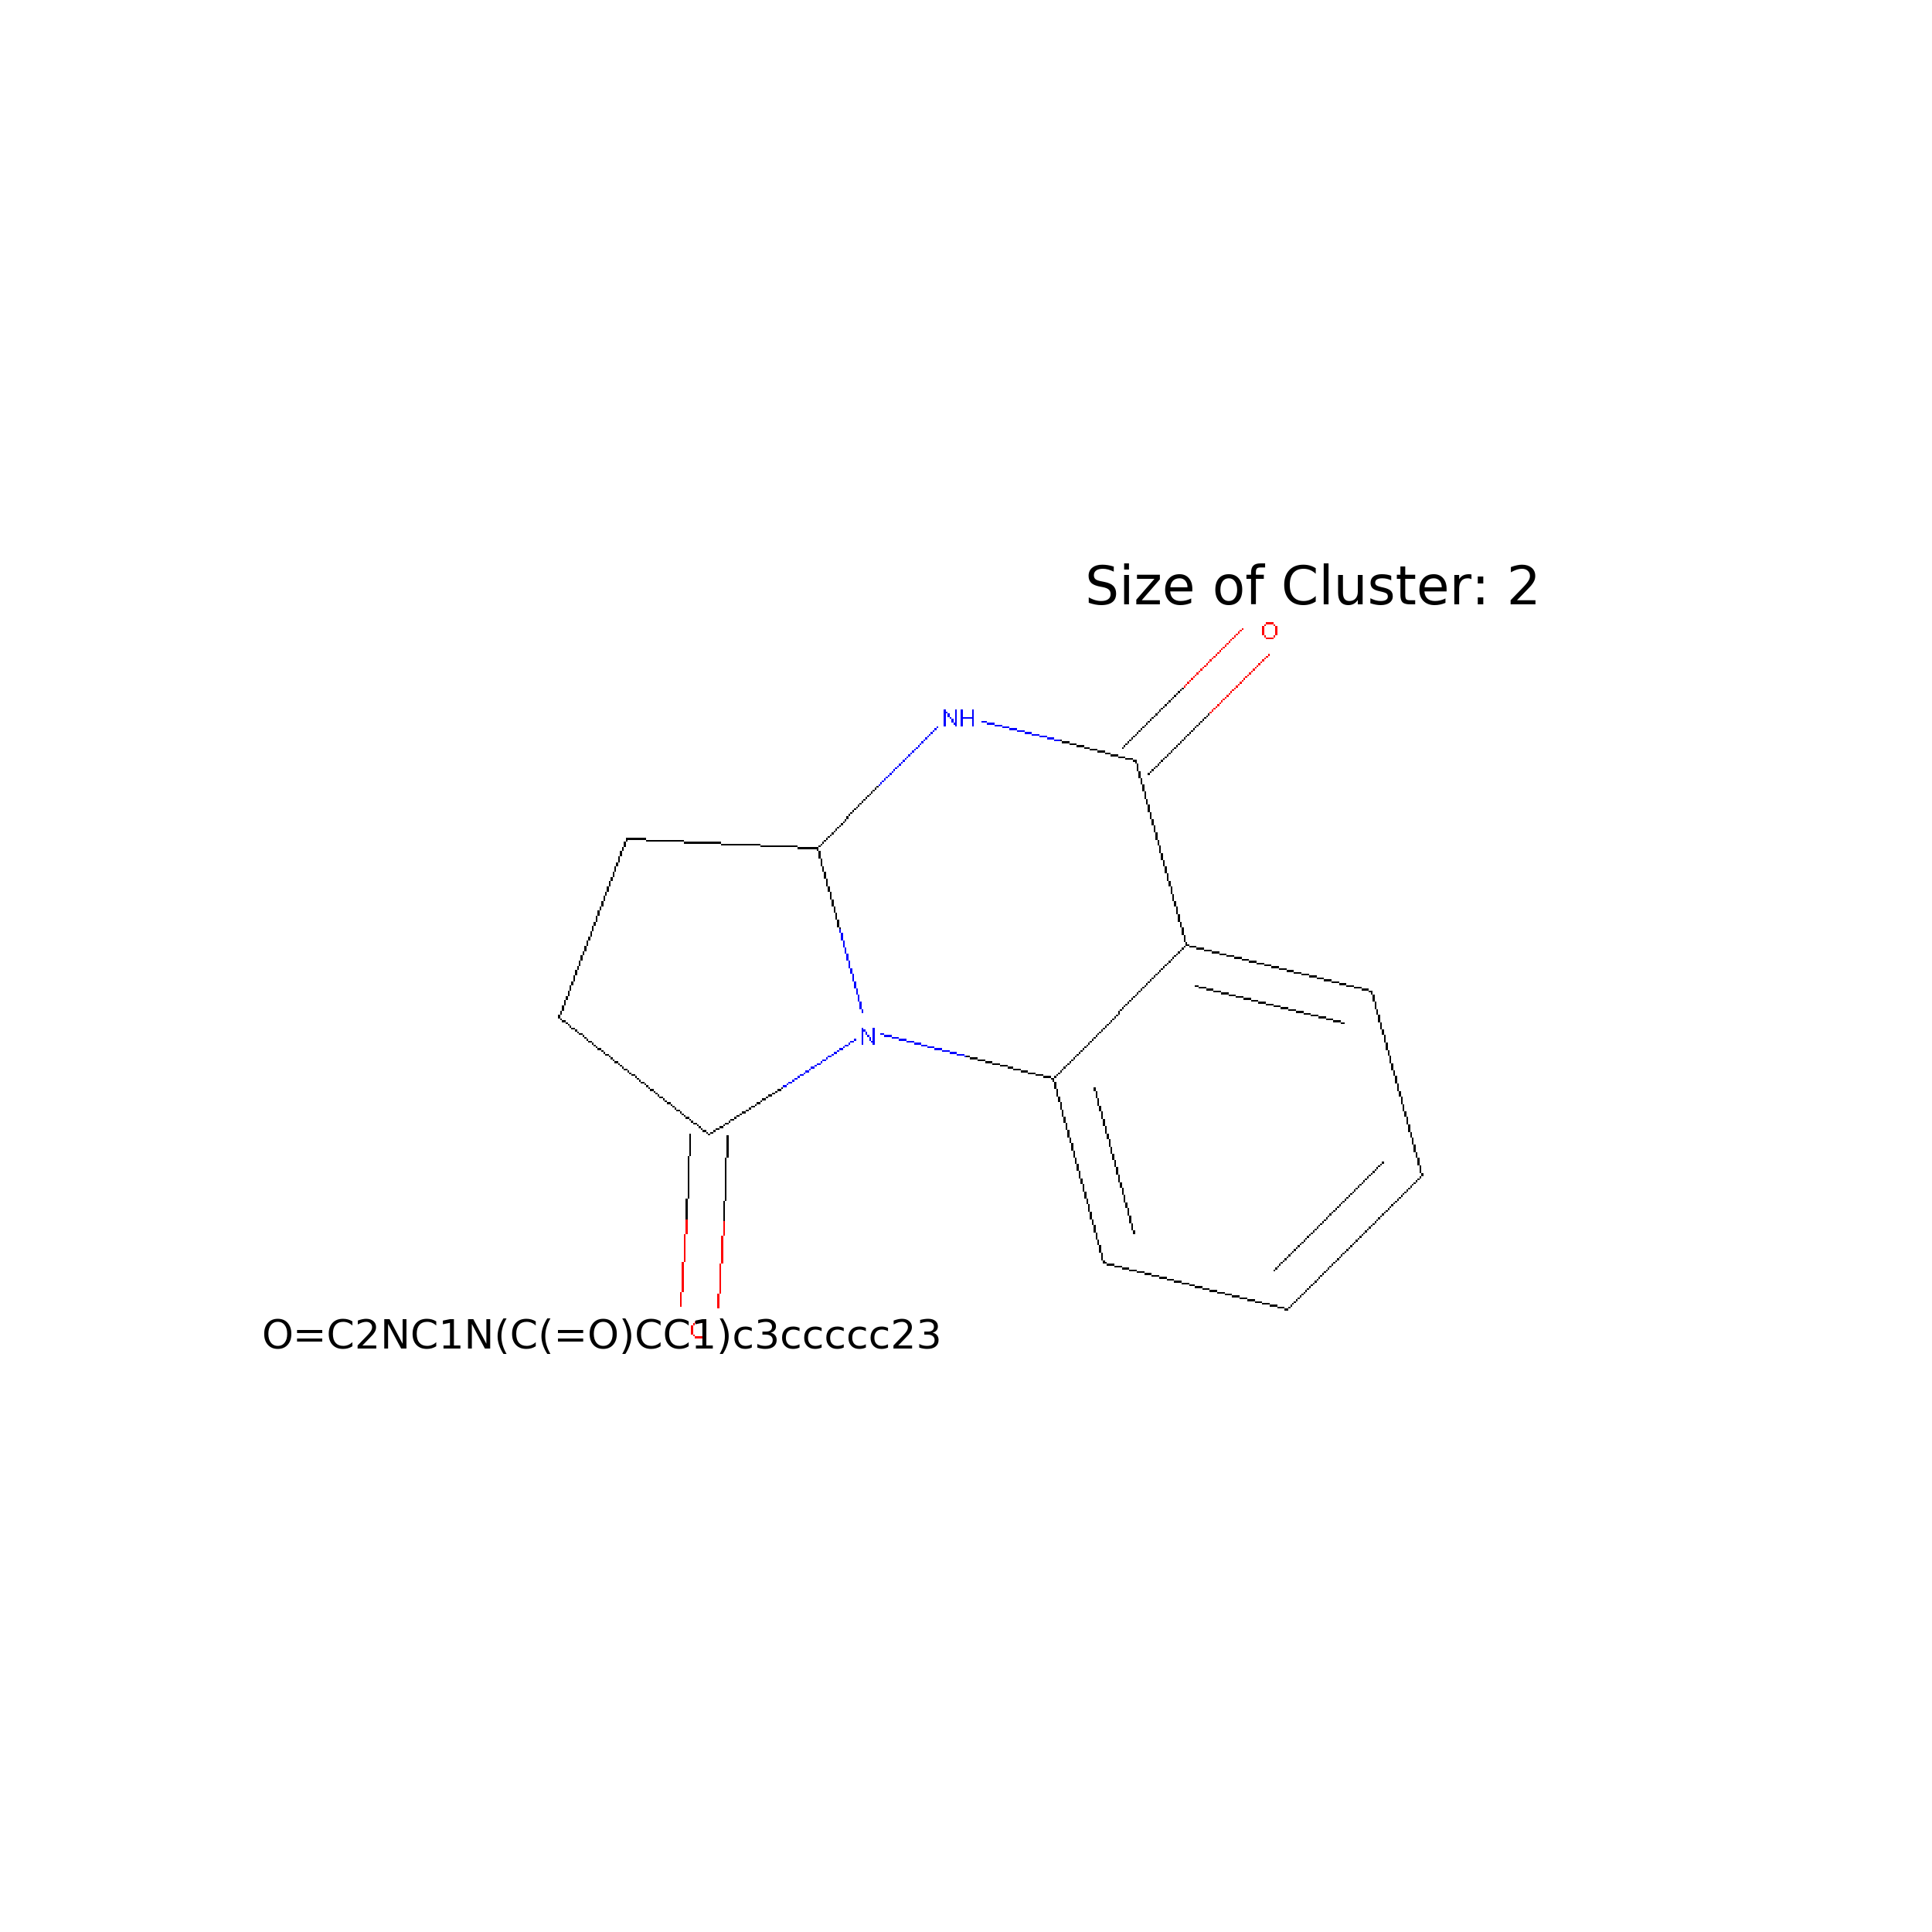 Size of Cluster: 2
O
NH
N
O
O=C2NC1N(C(=O)CC1)c3ccccc23